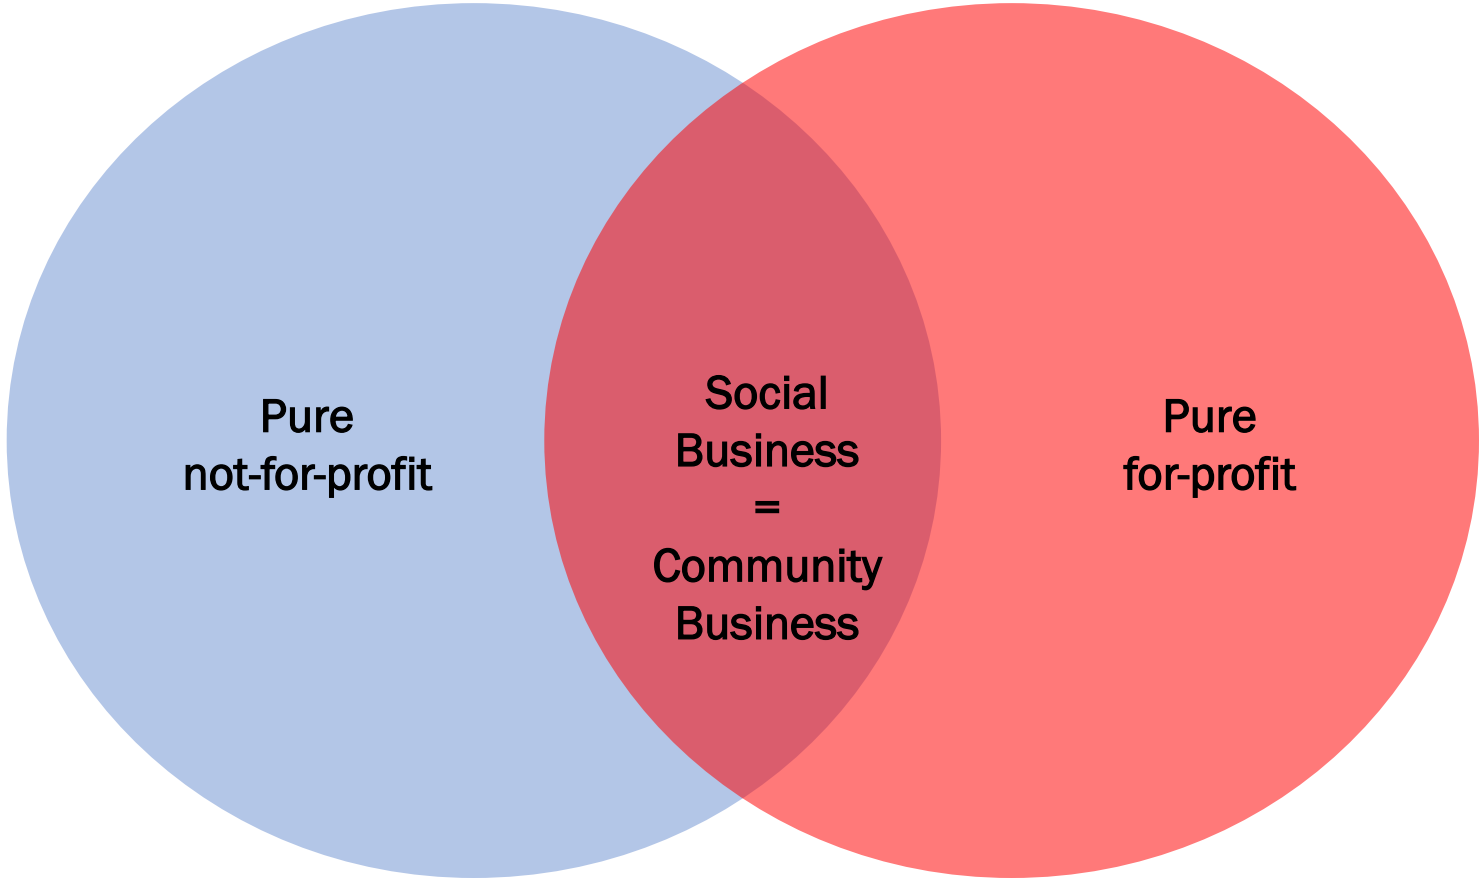 Pure
not-for-profit
Social
Business
=
Community
Business
Pure
for-profit